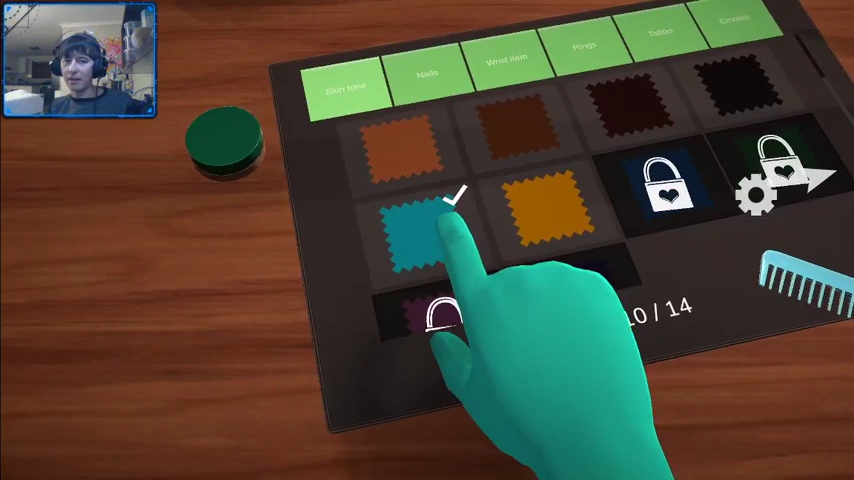 Skin tone
Nails
Wrist item
Rings
Tattoo
Emotes
10 / 14